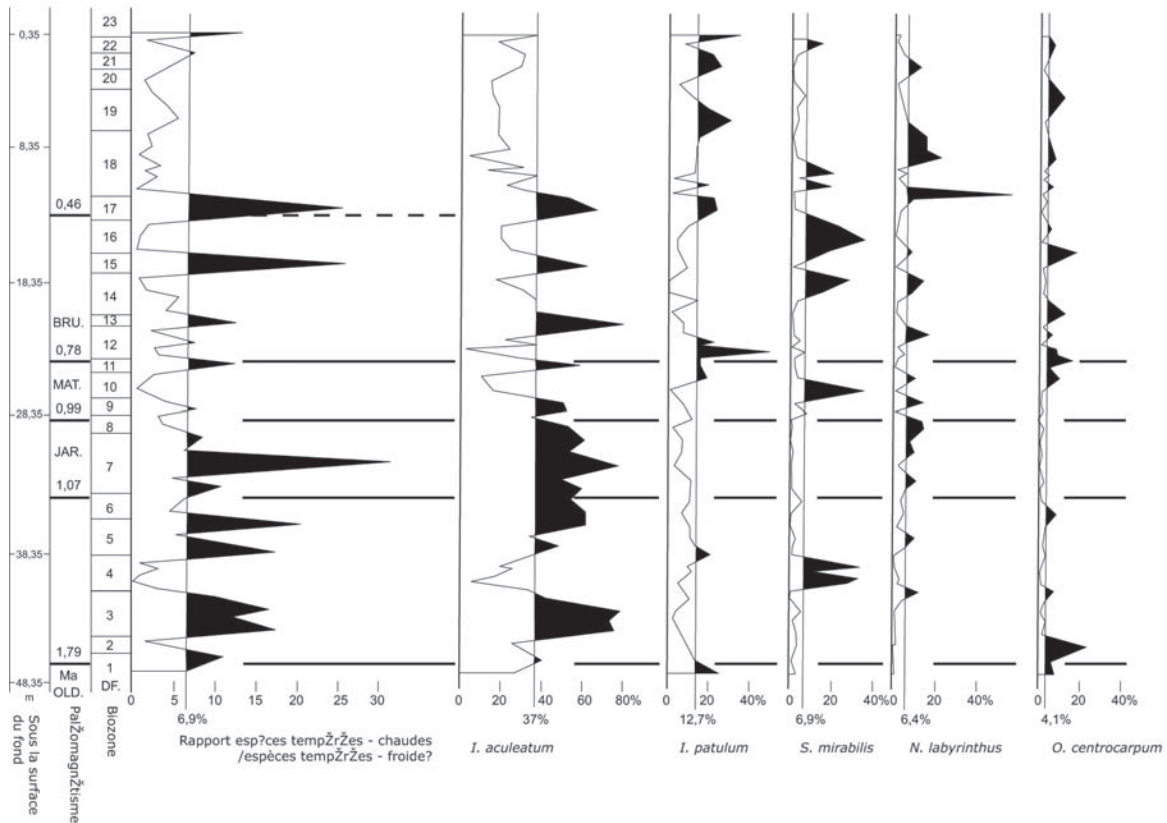 23
0,35
22
21
20
19
8,35
18
0,46
17
16
15
18,35
14
BRU.
13
12
0,78
11
MAT.
10
0,99
9
28,35
8
JAR.
7
1,07
6
5
38,35
4
3
2
1,79
1
Ma
48,35
OLD.
DF.
m
0 5 10 15 20 25 30
6,9%
0 20 40 60 80%
37%
0 20 40%
12,7%
0 20 40%
6,9%
0 20 40%
6,4%
0 20 40%
4,1%
Sous la surface
du fond
PalŽomagnŽtisme
Biozone
Rapport esp?ces tempŽrŽes - chaudes
/espèces tempŽrŽes - froide?
I. aculeatum
I. patulum
S. mirabilis
N. labyrinthus
O. centrocarpum